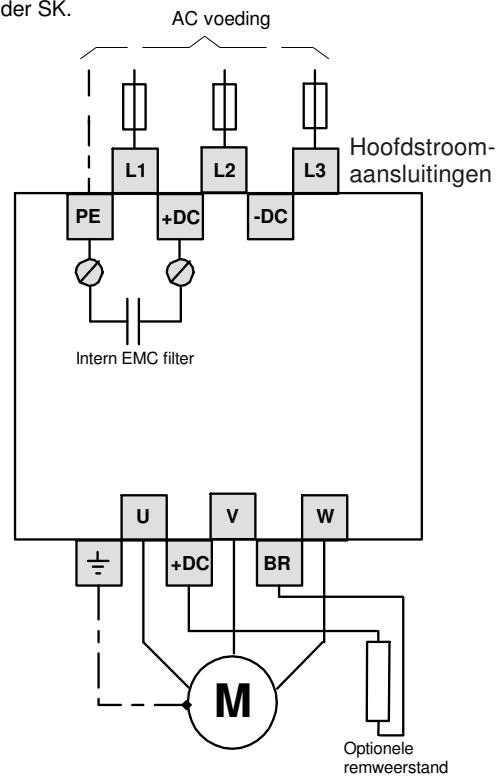 der SK.
AC voeding
L1 L2 L3
Hoofdstroom-
aansluitingen
PE +DC -DC
Intern EMC filter
U V W
+DC BR
M
Optionele
remweerstand